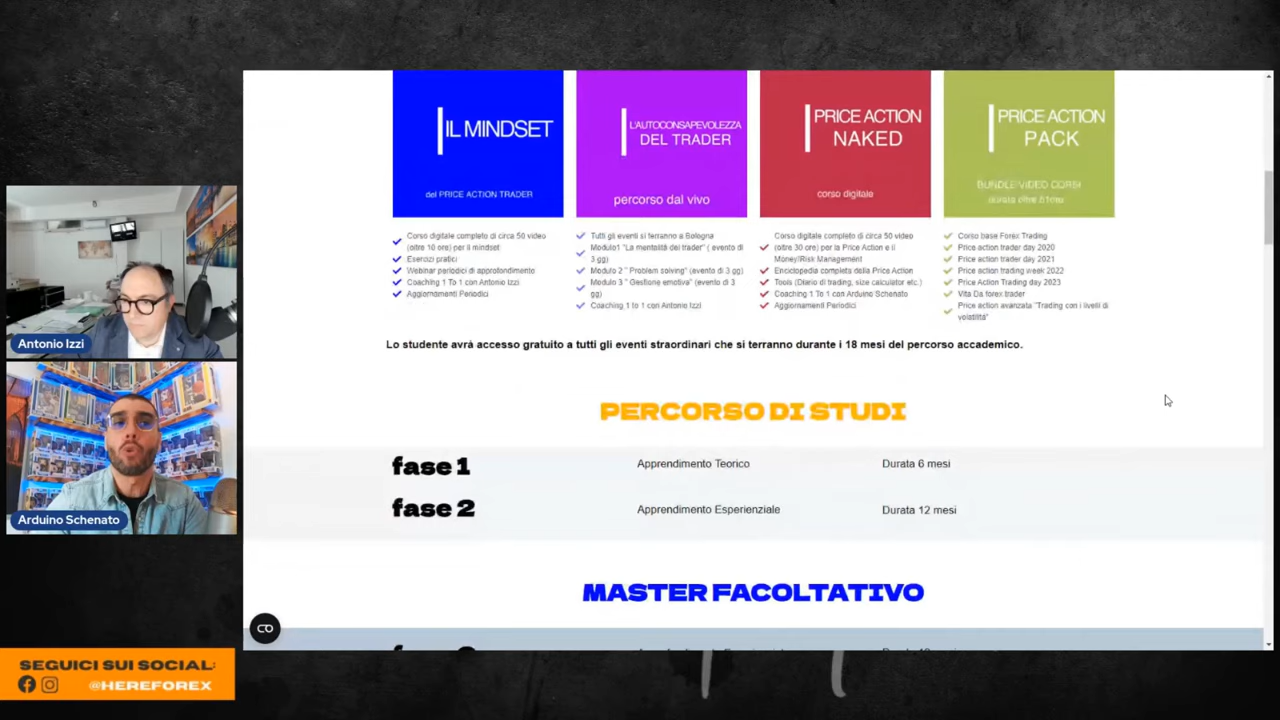 IL MINDSET
del PRICE ACTION TRADER
Corso digitale completo di circa 50 video
(oltre 10 ore) per il mindset
Esercizi pratici
Webinar periodici di approfondimento
Coaching 1 To 1 con Antonio Izzi
Aggiornamenti Periodici
L'AUTOCONSAPEVOLEZZA
DEL TRADER
percorso dal vivo
Tutti gli eventi si terranno a Bologna
Modulo1 "La mentalità del trader" ( evento di
3 gg)
Modulo 2 " Problem solving" (evento di 3 gg)
Modulo 3 " Gestione emotiva" (evento di 3
gg)
Coaching 1 to 1 con Antonio Izzi
PRICE ACTION
NAKED
corso digitale
Corso digitale completo di circa 50 video
(oltre 30 ore) per la Price Action e il
Money/Risk Management
Enciclopedia completa della Price Action
Tools (Diario di trading, size calculator etc.)
Coaching 1 To 1 con Arduino Schenato
Aggiornamenti Periodici
PRICE ACTION
PACK
BUNDLE VIDEO CORSI
durata oltre 51ore
Corso base Forex Trading
Price action trader day 2020
Price action trader day 2021
Price action trading week 2022
Price Action Trading day 2023
Vita Da forex trader
Price action avanzata "Trading con i livelli di
volatilità"
Lo studente avrà accesso gratuito a tutti gli eventi straordinari che si terranno durante i 18 mesi del percorso accademico.
PERCORSO DI STUDI
fase 1 Apprendimento Teorico Durata 6 mesi
fase 2 Apprendimento Esperienziale Durata 12 mesi
MASTER FACOLTATIVO
Antonio Izzi
Arduino Schenato
SEGUICI SUI SOCIAL:
@HEREFOREX